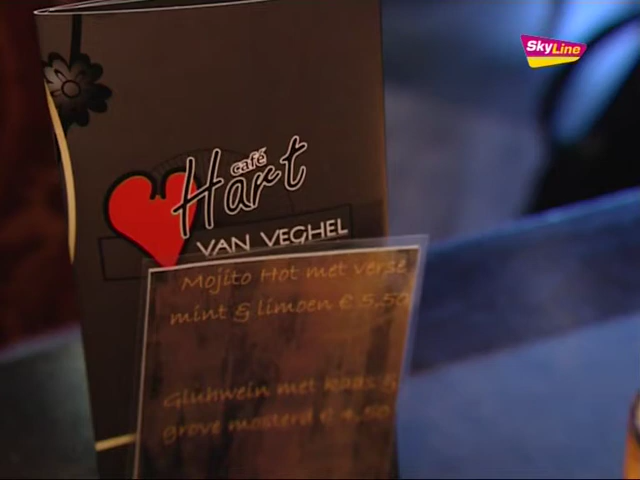 SkyLine
café
Hart
VAN VEGHEL
Mojito Hot met verse
mint & limoen € 5,50
Gluhwein met kaas &
grove mosterd € 4,50